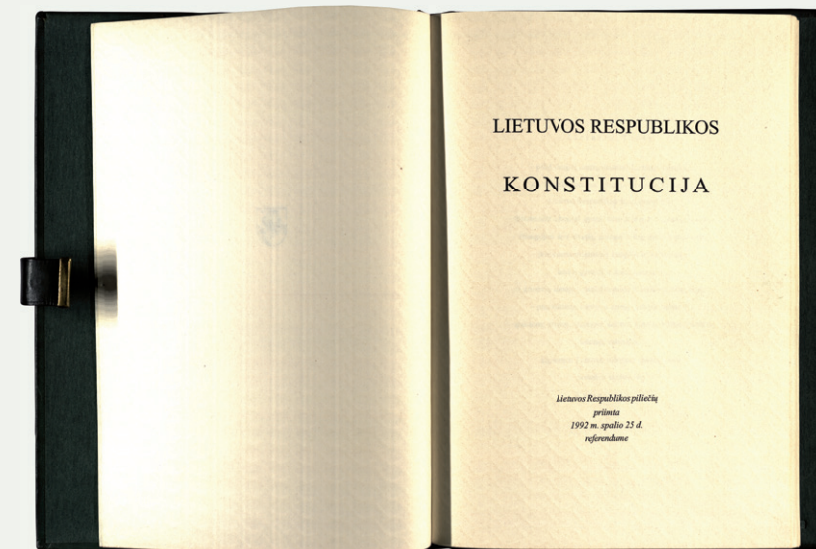 LIETUVOS RESPUBLIKOS
KONSTITUCIJA
Lietuvos Respublikos piliečių
priimta
1992 m. spalio 25 d.
referendume